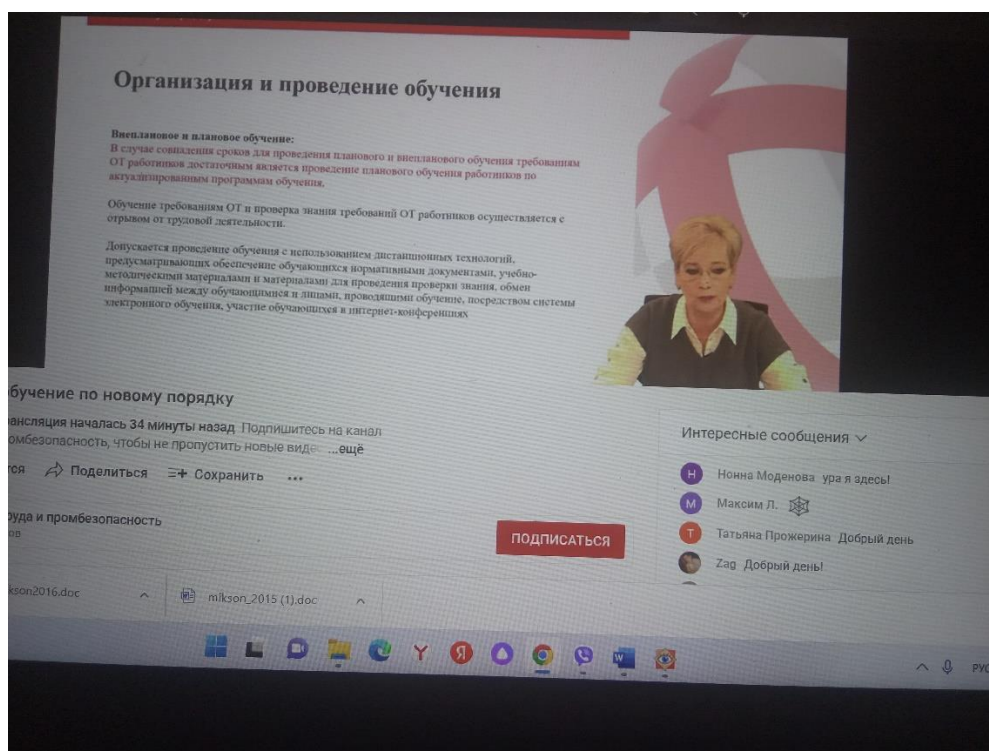 Организация и проведение обучения
Внеплановое и плановое обучение:
В случае совпадения сроков для проведения планового и внепланового обучения требованиям
ОТ работников достаточным является проведение планового обучения работников по
актуализированным программам обучения.
Обучение требованиям ОТ и проверка знания требований ОТ работников осуществляется с
отрывом от трудовой деятельности.
Допускается проведение обучения с использованием дистанционных технологий,
предусматривающих обеспечение обучающихся нормативными документами, учебно-
методическими материалами и материалами для проведения проверки знания, обмен
информацией между обучающимися и лицами, проводящими обучение, посредством системы
электронного обучения, участие обучающихся в интернет-конференциях
бучение по новому порядку
рансляция началась 34 минуты назад Подпишитесь на канал
омбезопасность, чтобы не пропустить новые виде ...ещё
тся Поделиться Сохранить ...
руда и промбезопасность
ов
ПОДПИСАТЬСЯ
Интересные сообщения
Н Нонна Моденова ура я здесь!
М Максим Л.
Т Татьяна Прожерина Добрый день
Zag Добрый день!
kson2016.doc
mikson_2015 (1).doc
РУС